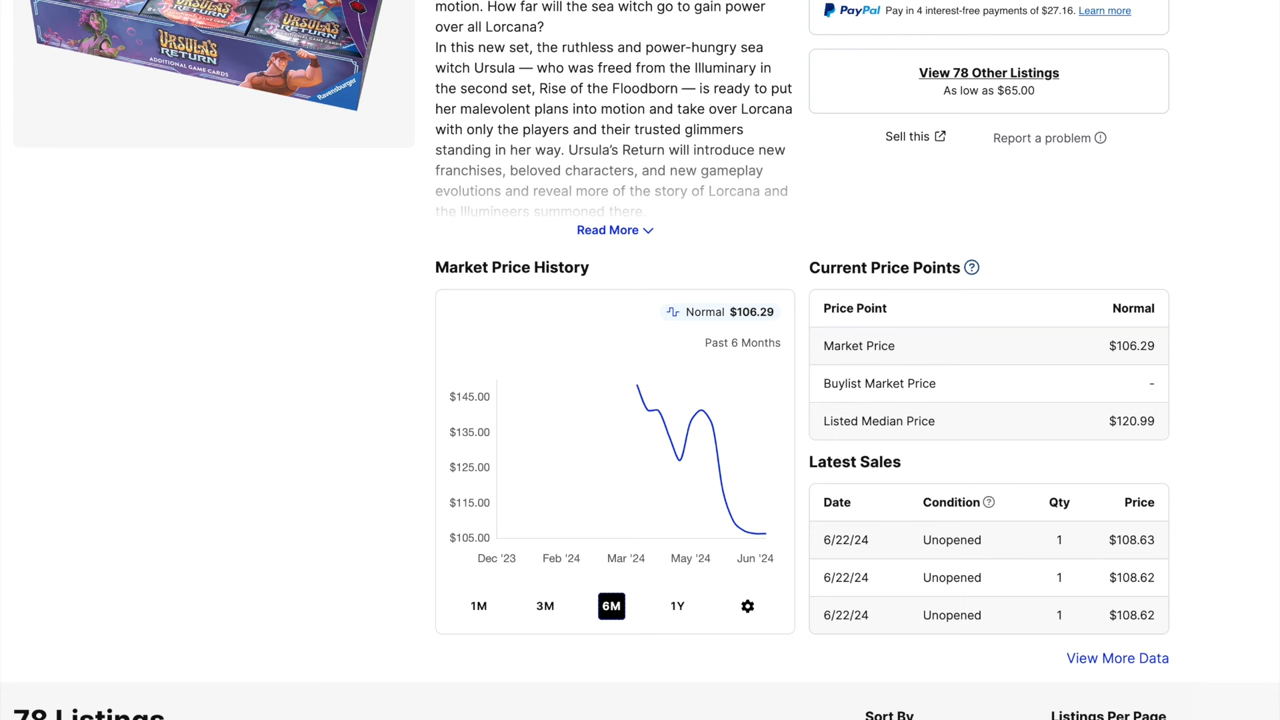 URSULA'S
RETURN
URSULA'S
RETURN
URSULA'S
RETURN
ADDITIONAL GAME CARDS
Ravensburger
motion. How far will the sea witch go to gain power
over all Lorcana?
In this new set, the ruthless and power-hungry sea
witch Ursula — who was freed from the Illuminary in
the second set, Rise of the Floodborn — is ready to put
her malevolent plans into motion and take over Lorcana
with only the players and their trusted glimmers
standing in her way. Ursula’s Return will introduce new
franchises, beloved characters, and new gameplay
evolutions and reveal more of the story of Lorcana and
the Illumineers summoned there.
Read More
PayPal Pay in 4 interest-free payments of $27.16. Learn more
View 78 Other Listings
As low as $65.00
Sell this
Report a problem
Market Price History
Normal $106.29
Past 6 Months
$145.00
$135.00
$125.00
$115.00
$105.00
Dec '23 Feb '24 Mar '24 May '24 Jun '24
1M 3M 6M 1Y
Current Price Points
Price Point Normal
Market Price $106.29
Buylist Market Price -
Listed Median Price $120.99
Latest Sales
Date Condition Qty Price
6/22/24 Unopened 1 $108.63
6/22/24 Unopened 1 $108.62
6/22/24 Unopened 1 $108.62
View More Data
78 Listings
Sort By
Listings Per Page